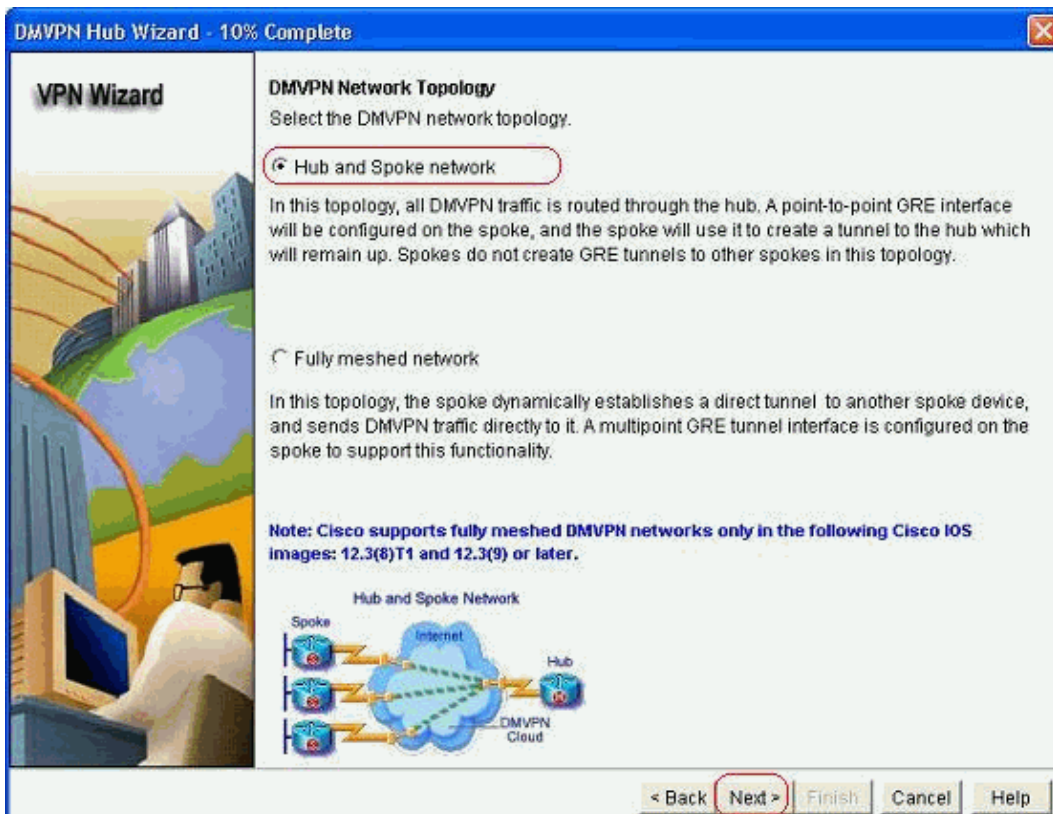 DMVPN Hub Wizard - 10% Complete
VPN Wizard
DMVPN Network Topology
Select the DMVPN network topology.
Hub and Spoke network
In this topology, all DMVPN traffic is routed through the hub. A point-to-point GRE interface
will be configured on the spoke, and the spoke will use it to create a tunnel to the hub which
will remain up. Spokes do not create GRE tunnels to other spokes in this topology.
Fully meshed network
In this topology, the spoke dynamically establishes a direct tunnel to another spoke device,
and sends DMVPN traffic directly to it. A multipoint GRE tunnel interface is configured on the
spoke to support this functionality.
Note: Cisco supports fully meshed DMVPN networks only in the following Cisco IOS
images: 12.3(8)T1 and 12.3(9) or later.
Hub and Spoke Network
Spoke
Internet
Hub
DMVPN
Cloud
< Back
Next >
Finish
Cancel
Help